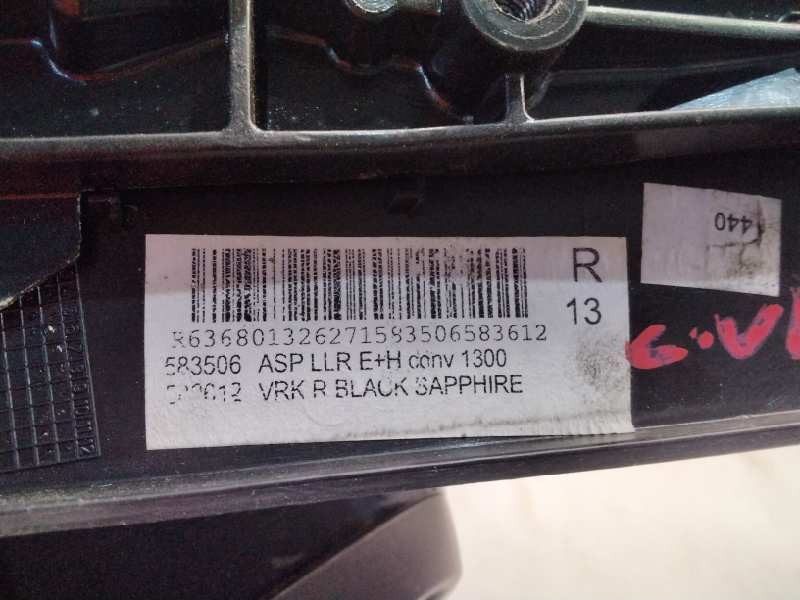 R
13
R636801326271583506583612
583506 ASP LLR E+H conv 1300
VRK R BLACK SAPPHIRE
440